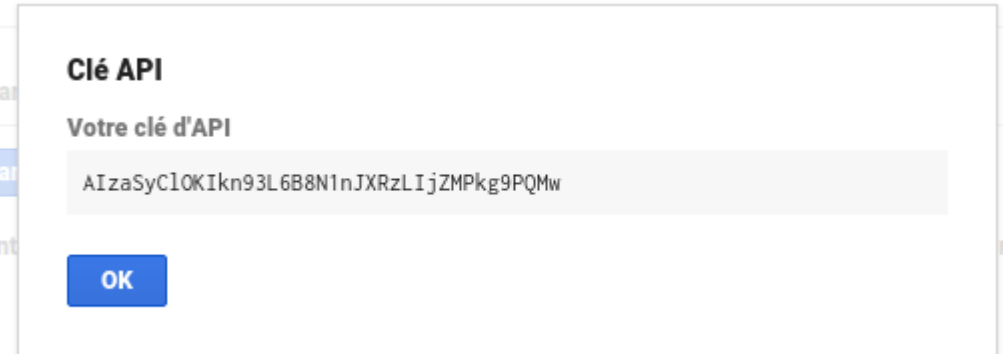 Clé API
Votre clé d'API
AIzaSyClOKIkn93L6B8N1nJXRzLIjZMPkg9PQMw
OK